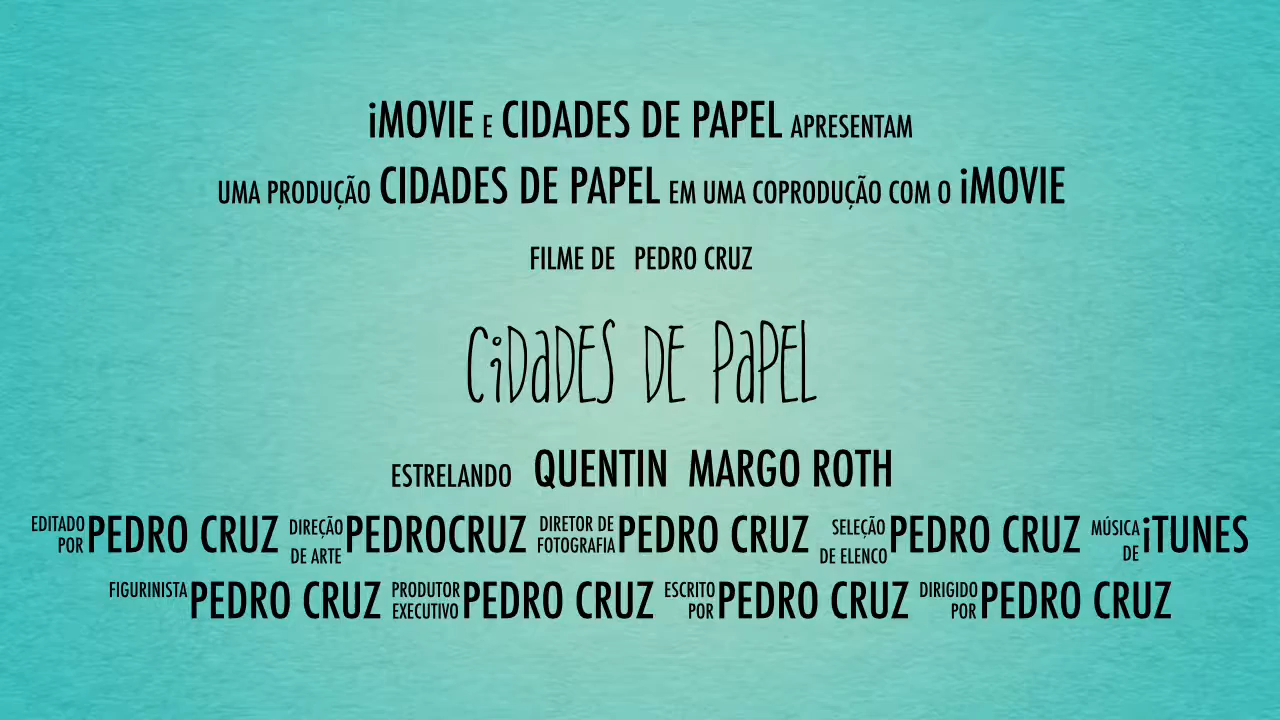 iMOVIE E CIDADES DE PAPEL APRESENTAM
UMA PRODUÇÃO CIDADES DE PAPEL EM UMA COPRODUÇÃO COM O iMOVIE
FILME DE PEDRO CRUZ
CiDaDES DE PaPEL
ESTRELANDO QUENTIN MARGO ROTH
EDITADO POR PEDRO CRUZ DIREÇÃO DE ARTE PEDROCRUZ DIRETOR DE FOTOGRAFIA PEDRO CRUZ SELEÇÃO DE ELENCO PEDRO CRUZ MÚSICA DE iTUNES
FIGURINISTA PEDRO CRUZ PRODUTOR EXECUTIVO PEDRO CRUZ ESCRITO POR PEDRO CRUZ DIRIGIDO POR PEDRO CRUZ